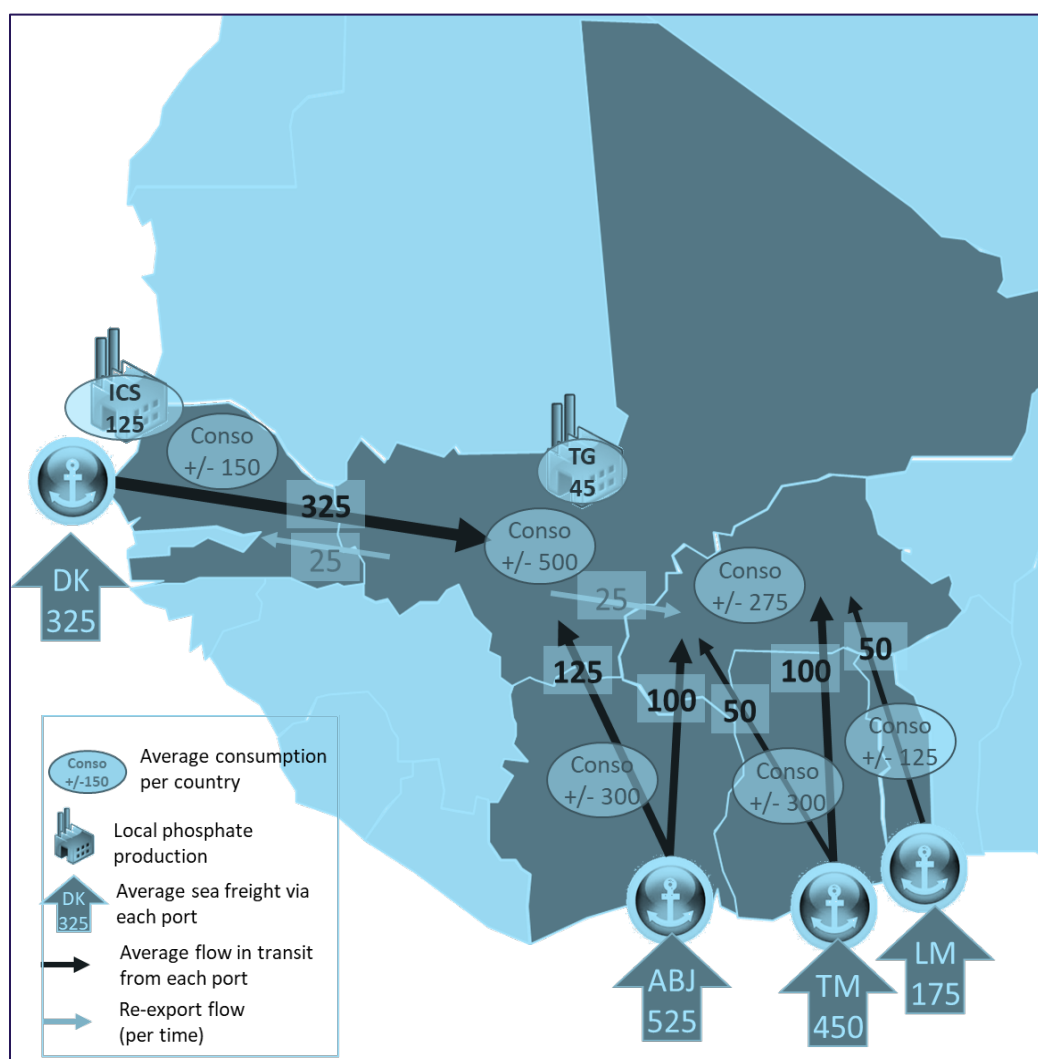 ICS
125
Conso
+/- 150
TG
45
325
25
DK
325
Conso
+/- 500
25
Conso
+/- 275
125
100
50
100
50
Conso
+/- 300
Conso
+/- 300
Conso
+/- 125
ABJ
525
TM
450
LM
175
Conso
+/-150
Average consumption
per country
Local phosphate
production
DK
325
Average sea freight via
each port
Average flow in transit
from each port
Re-export flow
(per time)